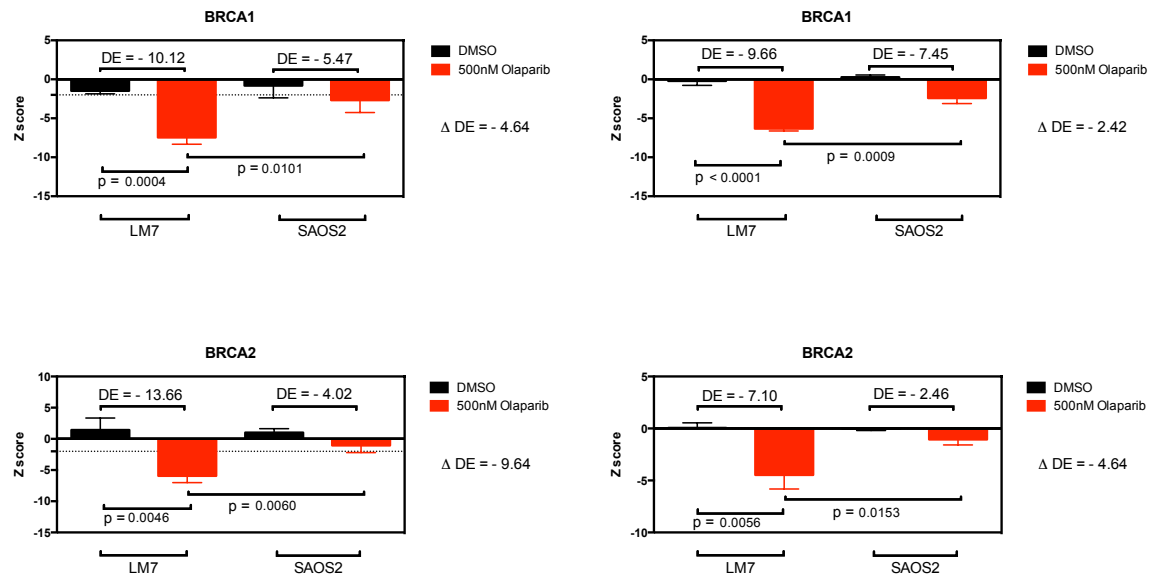 BRCA1
5
0
-5
-10
-15
Z score
DE = - 10.12
DE = - 5.47
DMSO
500nM Olaparib
Δ DE = - 4.64
p = 0.0004
p = 0.0101
LM7
SAOS2
BRCA1
5
0
-5
-10
-15
Z score
DE = - 9.66
DE = - 7.45
DMSO
500nM Olaparib
Δ DE = - 2.42
p < 0.0001
p = 0.0009
LM7
SAOS2
BRCA2
10
5
0
-5
-10
-15
Z score
DE = - 13.66
DE = - 4.02
DMSO
500nM Olaparib
Δ DE = - 9.64
p = 0.0046
p = 0.0060
LM7
SAOS2
BRCA2
5
0
-5
-10
Z score
DE = - 7.10
DE = - 2.46
DMSO
500nM Olaparib
Δ DE = - 4.64
p = 0.0056
p = 0.0153
LM7
SAOS2